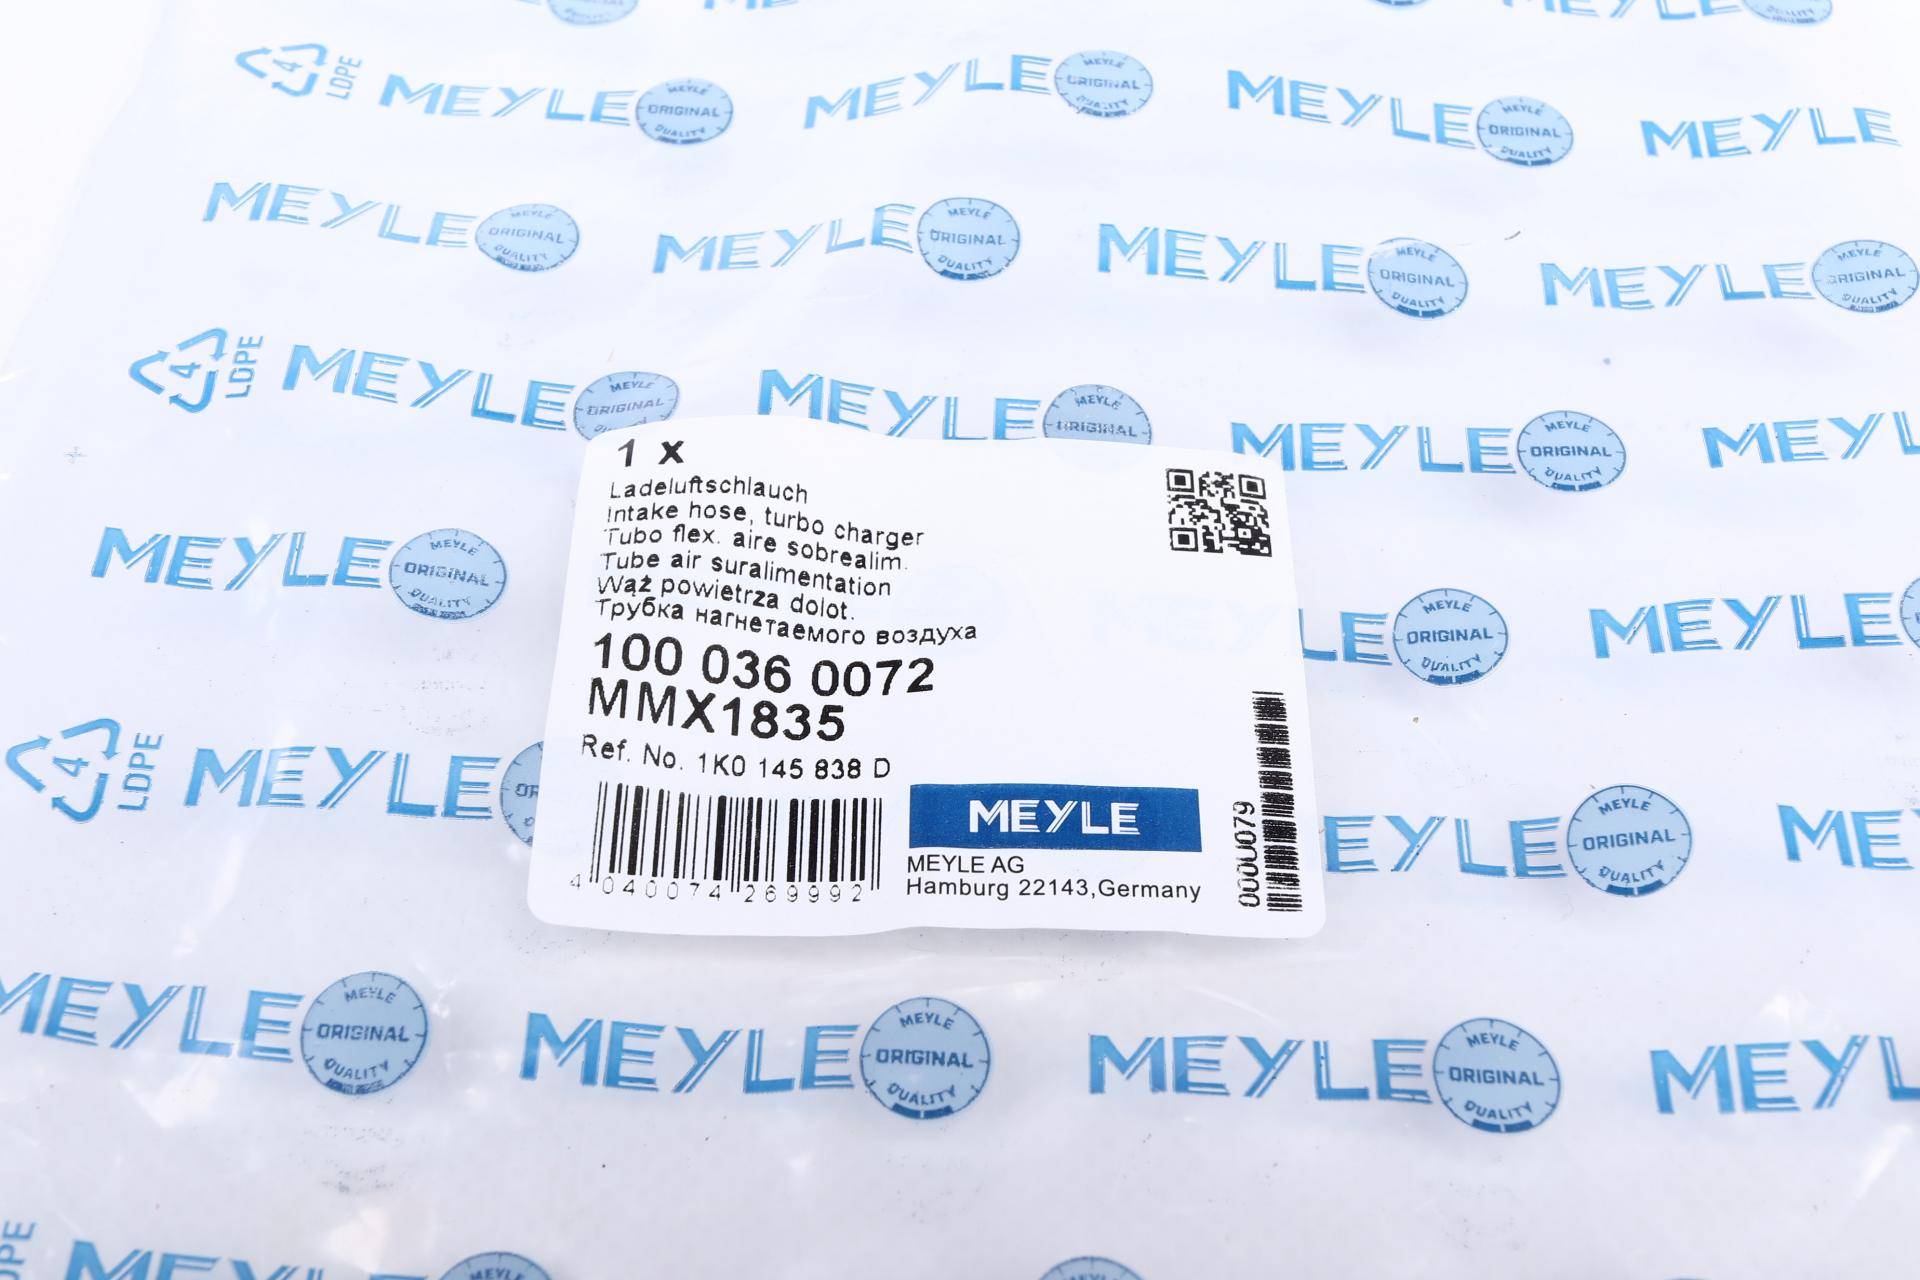 LDPE
4
MEYLE
MEYLE ORIGINAL QUALITY
1 x
Ladeluftschlauch
Intake hose, turbo charger
Tubo flex. aire sobrealim.
Tube air suralimentation
Wąż powietrza dolot.
Трубка нагнетаемого воздуха
100 036 0072
MMX1835
Ref. No. 1K0 145 838 D
4 040074 269992
MEYLE
MEYLE AG
Hamburg 22143,Germany